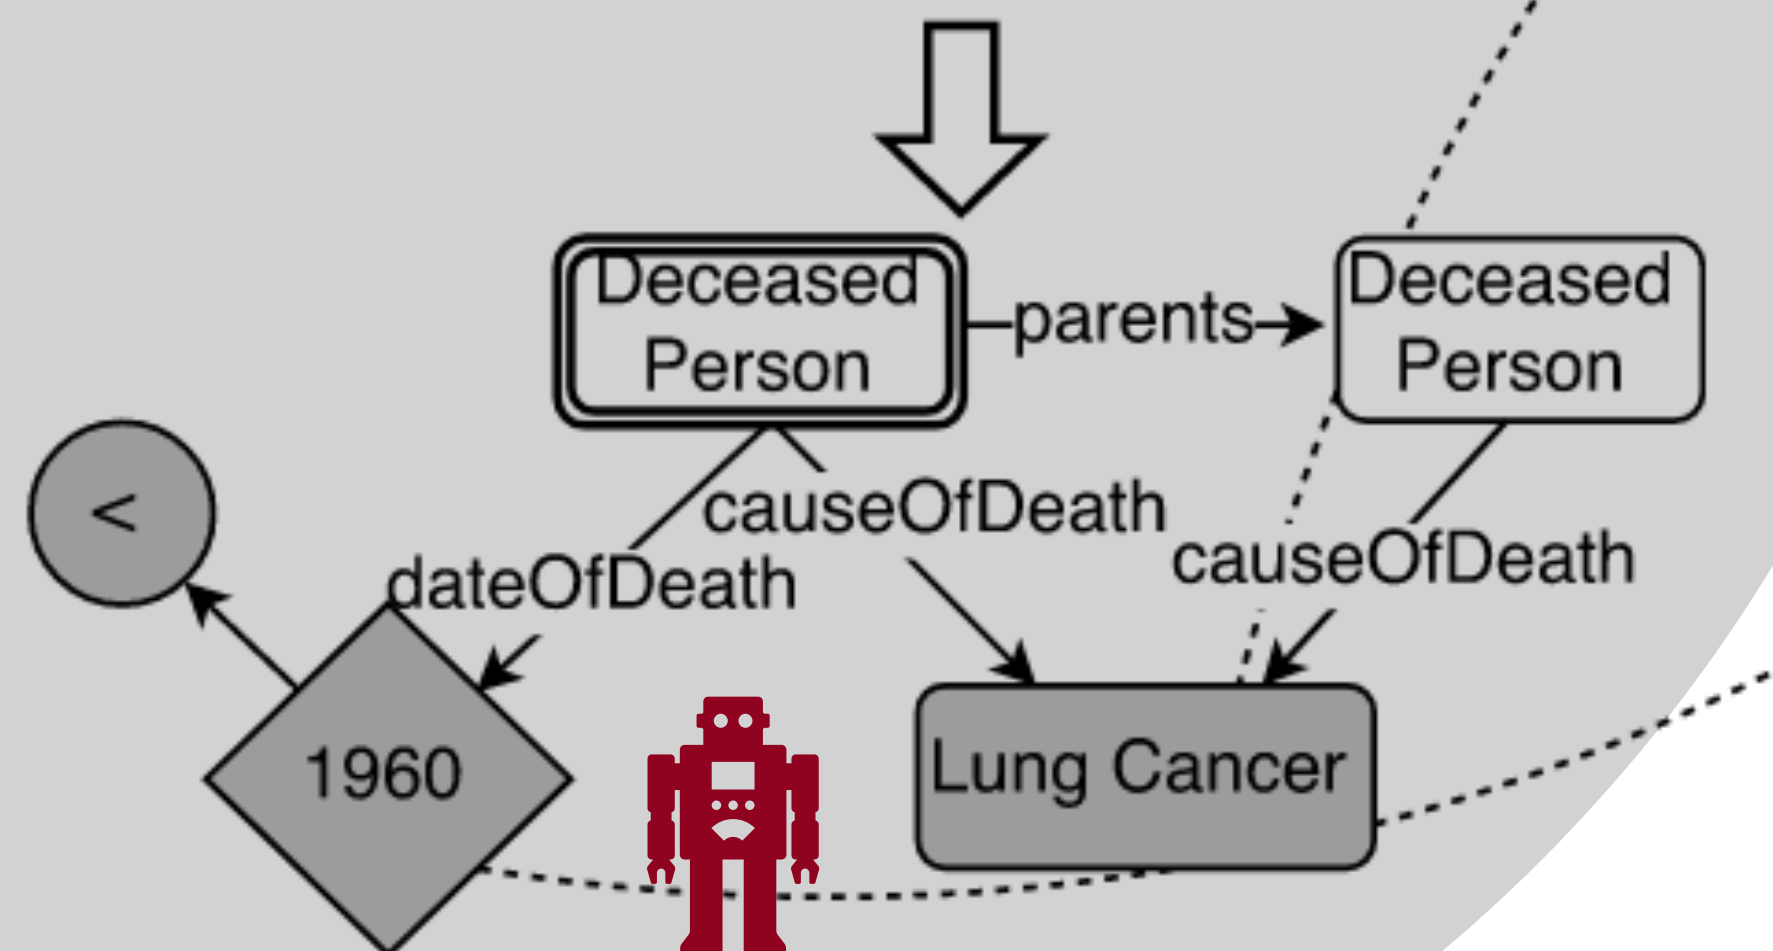 Deceased
Person
parents
Deceased
Person
<
causeOfDeath
causeOfDeath
dateOfDeath
1960
Lung Cancer